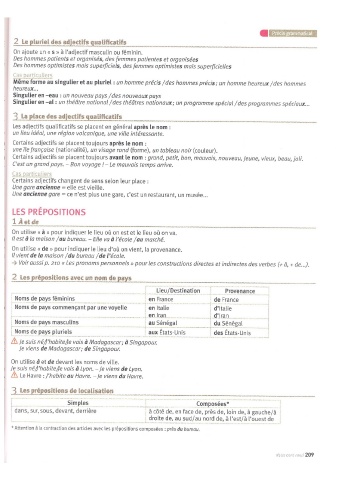 Précis grammatical
2 Le pluriel des adjectifs qualificatifs
On ajoute un « s » à l'adjectif masculin ou féminin.
Des hommes patients et organisés, des femmes patientes et organisées
Des hommes optimistes mais superficiels, des femmes optimistes mais superficielles
Cas particuliers
Même forme au singulier et au pluriel : un homme précis / des hommes précis ; un homme heureux / des hommes
heureux...
Singulier en –eau : un nouveau pays / des nouveaux pays
Singulier en –al : un théâtre national / des théâtres nationaux ; un programme spécial / des programmes spéciaux...
3 La place des adjectifs qualificatifs
Les adjectifs qualificatifs se placent en général après le nom :
un lieu idéal, une région volcanique, une ville intéressante.
Certains adjectifs se placent toujours après le nom :
une île française (nationalité), un visage rond (forme), un tableau noir (couleur).
Certains adjectifs se placent toujours avant le nom : grand, petit, bon, mauvais, nouveau, jeune, vieux, beau, joli.
C'est un grand pays. – Bon voyage ! – Le mauvais temps arrive.
Cas particuliers
Certains adjectifs changent de sens selon leur place :
Une gare ancienne = elle est vieille.
Une ancienne gare = ce n'est plus une gare, c'est un restaurant, un musée...
LES PRÉPOSITIONS
1 À et de
On utilise « à » pour indiquer le lieu où on est et le lieu où on va.
Il est à la maison / au bureau. – Elle va à l'école / au marché.
On utilise « de » pour indiquer le lieu d'où on vient, la provenance.
Il vient de la maison / du bureau / de l'école.
→ Voir aussi p. 210 « Les pronoms personnels » pour les constructions directes et indirectes des verbes (+ à, + de...).
2 Les prépositions avec un nom de pays
Lieu/Destination Provenance
Noms de pays féminins en France de France
Noms de pays commençant par une voyelle en Italie d'Italie
en Iran d'Iran
Noms de pays masculins au Sénégal du Sénégal
Noms de pays pluriels aux États-Unis des États-Unis
Je suis né/J'habite/Je vais à Madagascar ; à Singapour.
Je viens de Madagascar ; de Singapour.
On utilise à et de devant les noms de ville.
Je suis né/J'habite/Je vais à Lyon. – Je viens de Lyon.
Le Havre : J'habite au Havre. – Je viens du Havre.
3 Les prépositions de localisation
Simples Composées*
dans, sur, sous, devant, derrière à côté de, en face de, près de, loin de, à gauche/à
droite de, au sud/au nord de, à l'est/à l'ouest de
* Attention à la contraction des articles avec les prépositions composées : près du bureau.
209